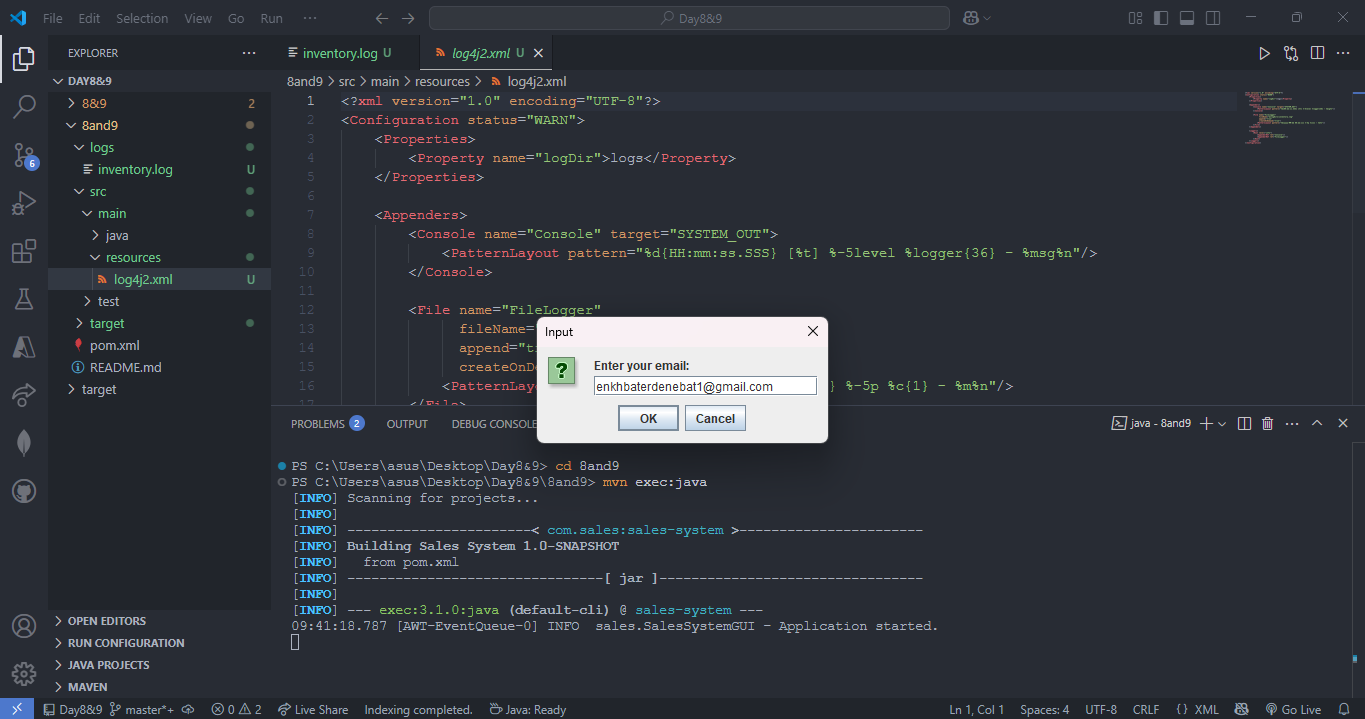 File Edit Selection View Go Run ··· Day8&9
EXPLORER ···
DAY8&9
8&9 2
8and9
logs
inventory.log U
src
main
java
resources
log4j2.xml U
test
target
pom.xml
README.md
target
OPEN EDITORS
RUN CONFIGURATION
JAVA PROJECTS
MAVEN
6
inventory.log U log4j2.xml U
8and9 > src > main > resources > log4j2.xml
1 <?xml version="1.0" encoding="UTF-8"?>
2 <Configuration status="WARN">
3 <Properties>
4 <Property name="logDir">logs</Property>
5 </Properties>
6
7 <Appenders>
8 <Console name="Console" target="SYSTEM_OUT">
9 <PatternLayout pattern="%d{HH:mm:ss.SSS} [%t] %-5level %logger{36} - %msg%n"/>
10 </Console>
11
12 <File name="FileLogger"
13 fileName="
14 append="t
15 createOnD
16 <PatternLayo } %-5p %c{1} - %m%n"/>
17 </File>
Input
Enter your email:
enkhbaterdenebat1@gmail.com
OK Cancel
PROBLEMS 2 OUTPUT DEBUG CONSOLE java - 8and9
PS C:\Users\asus\Desktop\Day8&9> cd 8and9
PS C:\Users\asus\Desktop\Day8&9\8and9> mvn exec:java
[INFO] Scanning for projects...
[INFO]
[INFO] -----------------------< com.sales:sales-system >-----------------------
[INFO] Building Sales System 1.0-SNAPSHOT
[INFO] from pom.xml
[INFO] --------------------------------[ jar ]---------------------------------
[INFO]
[INFO] --- exec:3.1.0:java (default-cli) @ sales-system ---
09:41:18.787 [AWT-EventQueue-0] INFO sales.SalesSystemGUI - Application started.
Day8&9 master*+ 0 2 Live Share Indexing completed. Java: Ready Ln 1, Col 1 Spaces: 4 UTF-8 CRLF {} XML Go Live